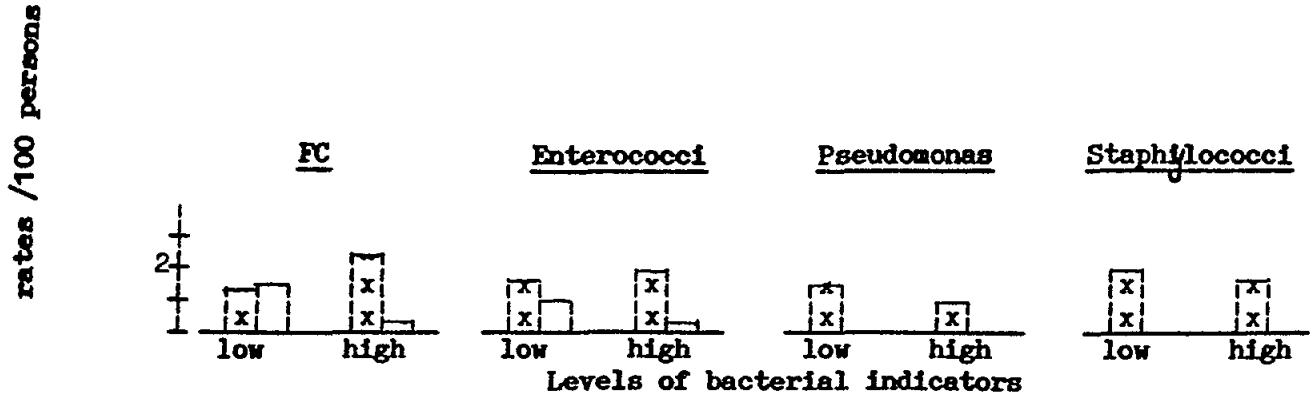 rates /100 persons
FC Enterococci Pseudomonas Staphylococci
2
x x x x x x x x x x x x
low high low high low high low high
Levels of bacterial indicators